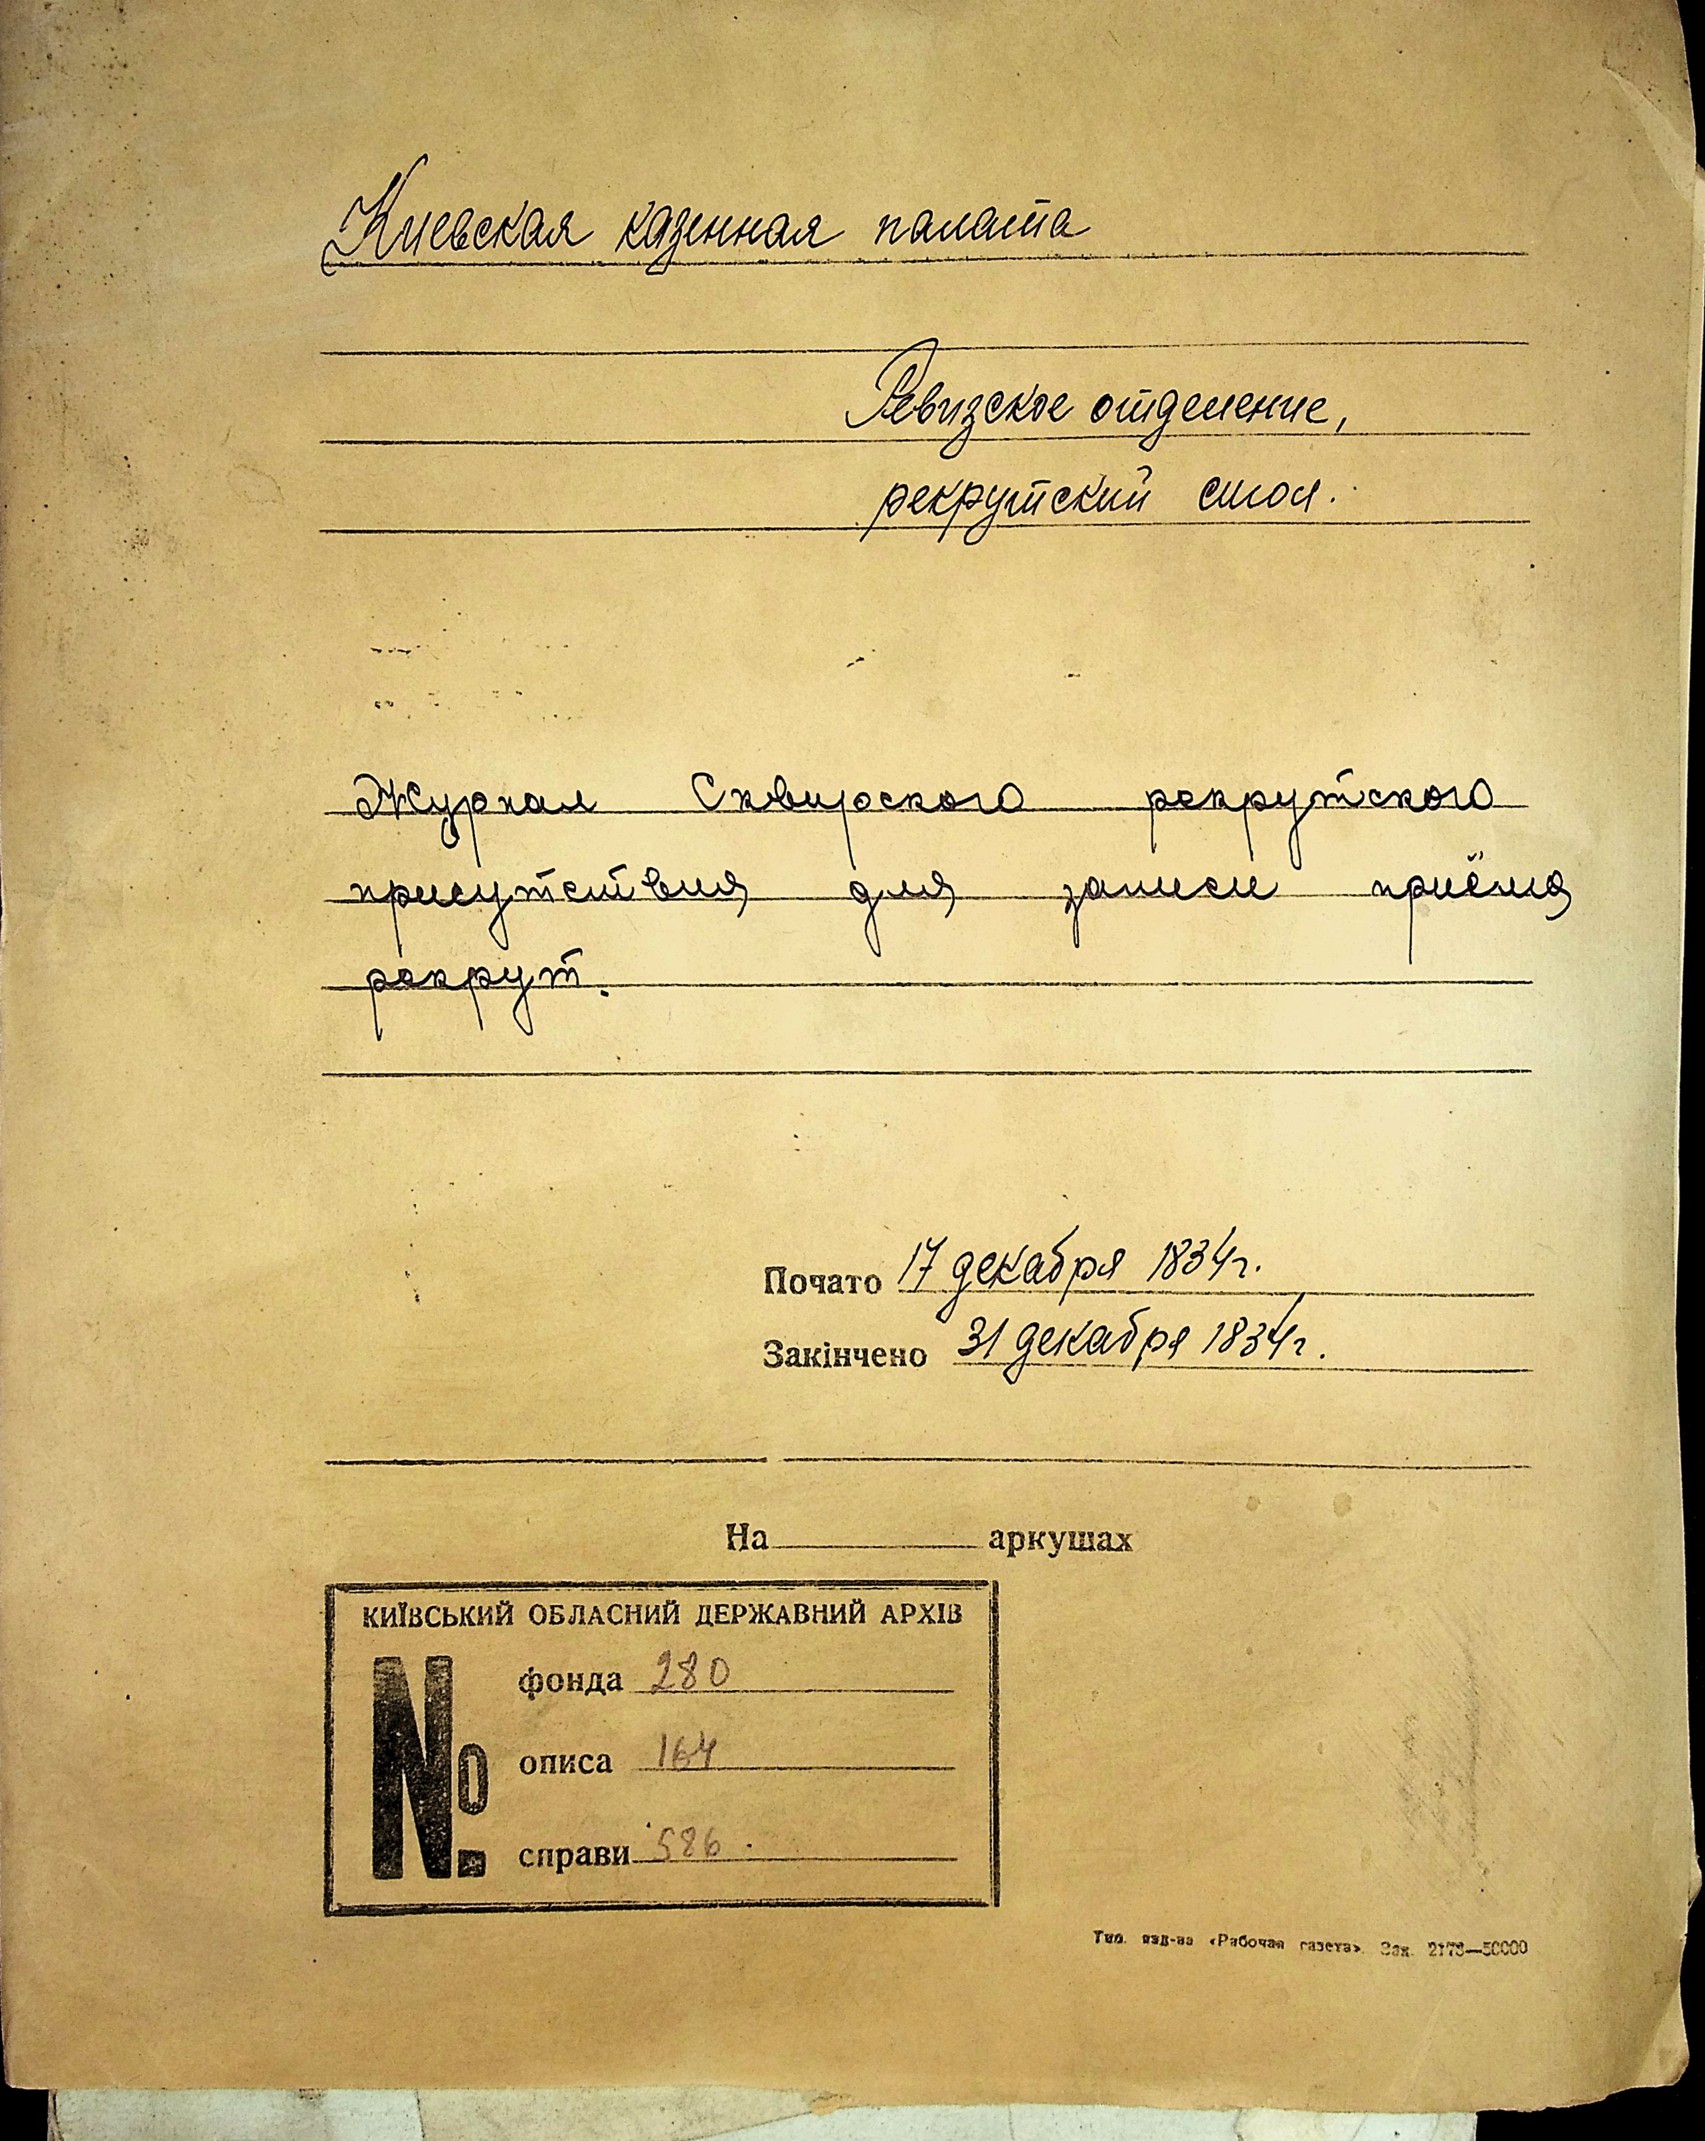 Киевская казенная палата
Ревизское отделение,
рекрутский стол.
Журнал Сквирского рекрутского
присутствия для записи приёма
рекрут.
Почато 17 декабря 1834г.
Закінчено 31 декабря 1834г.
На аркушах
КИЇВСЬКИЙ ОБЛАСНИЙ ДЕРЖАВНИЙ АРХІВ
№ фонда 280
описа 164
справи 586
Тип. изд-ва «Рабочая газета». Зак. 2178—50000